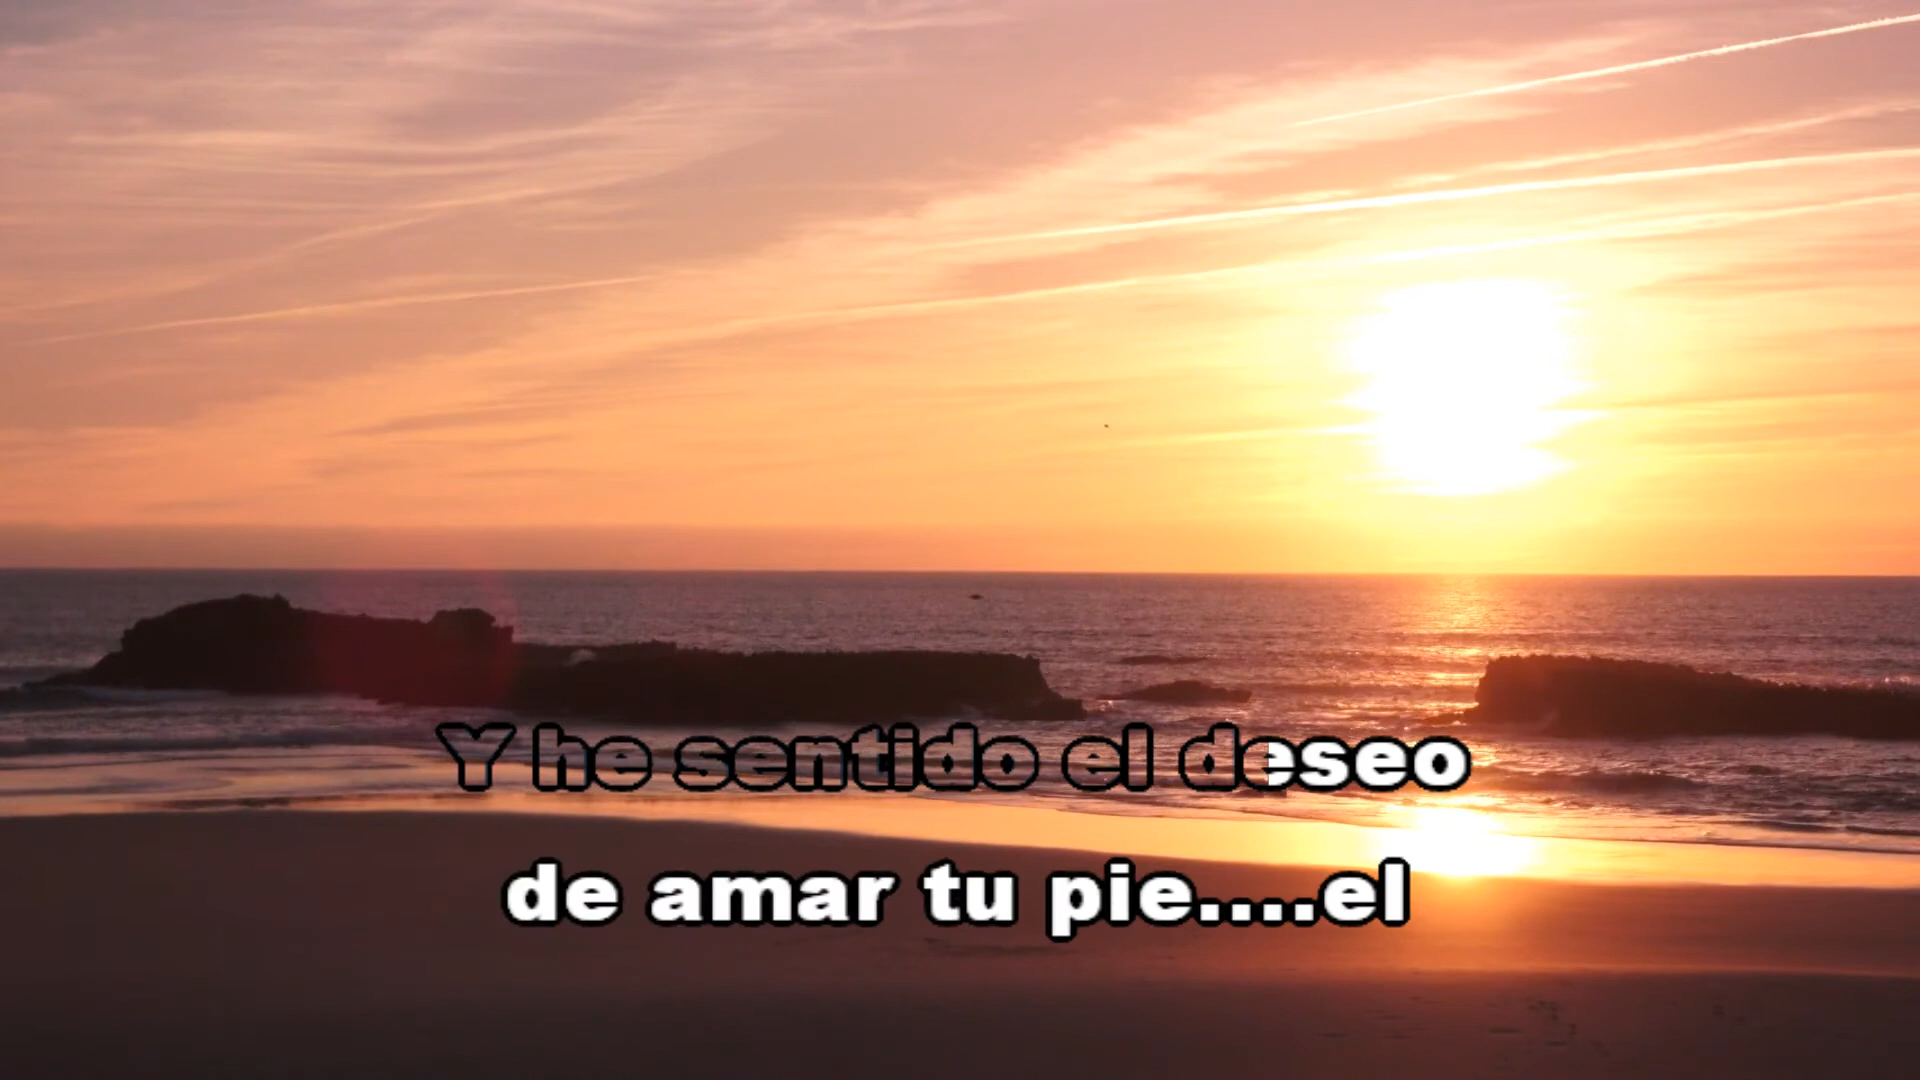 Y he sentido el deseo
de amar tu pie....el